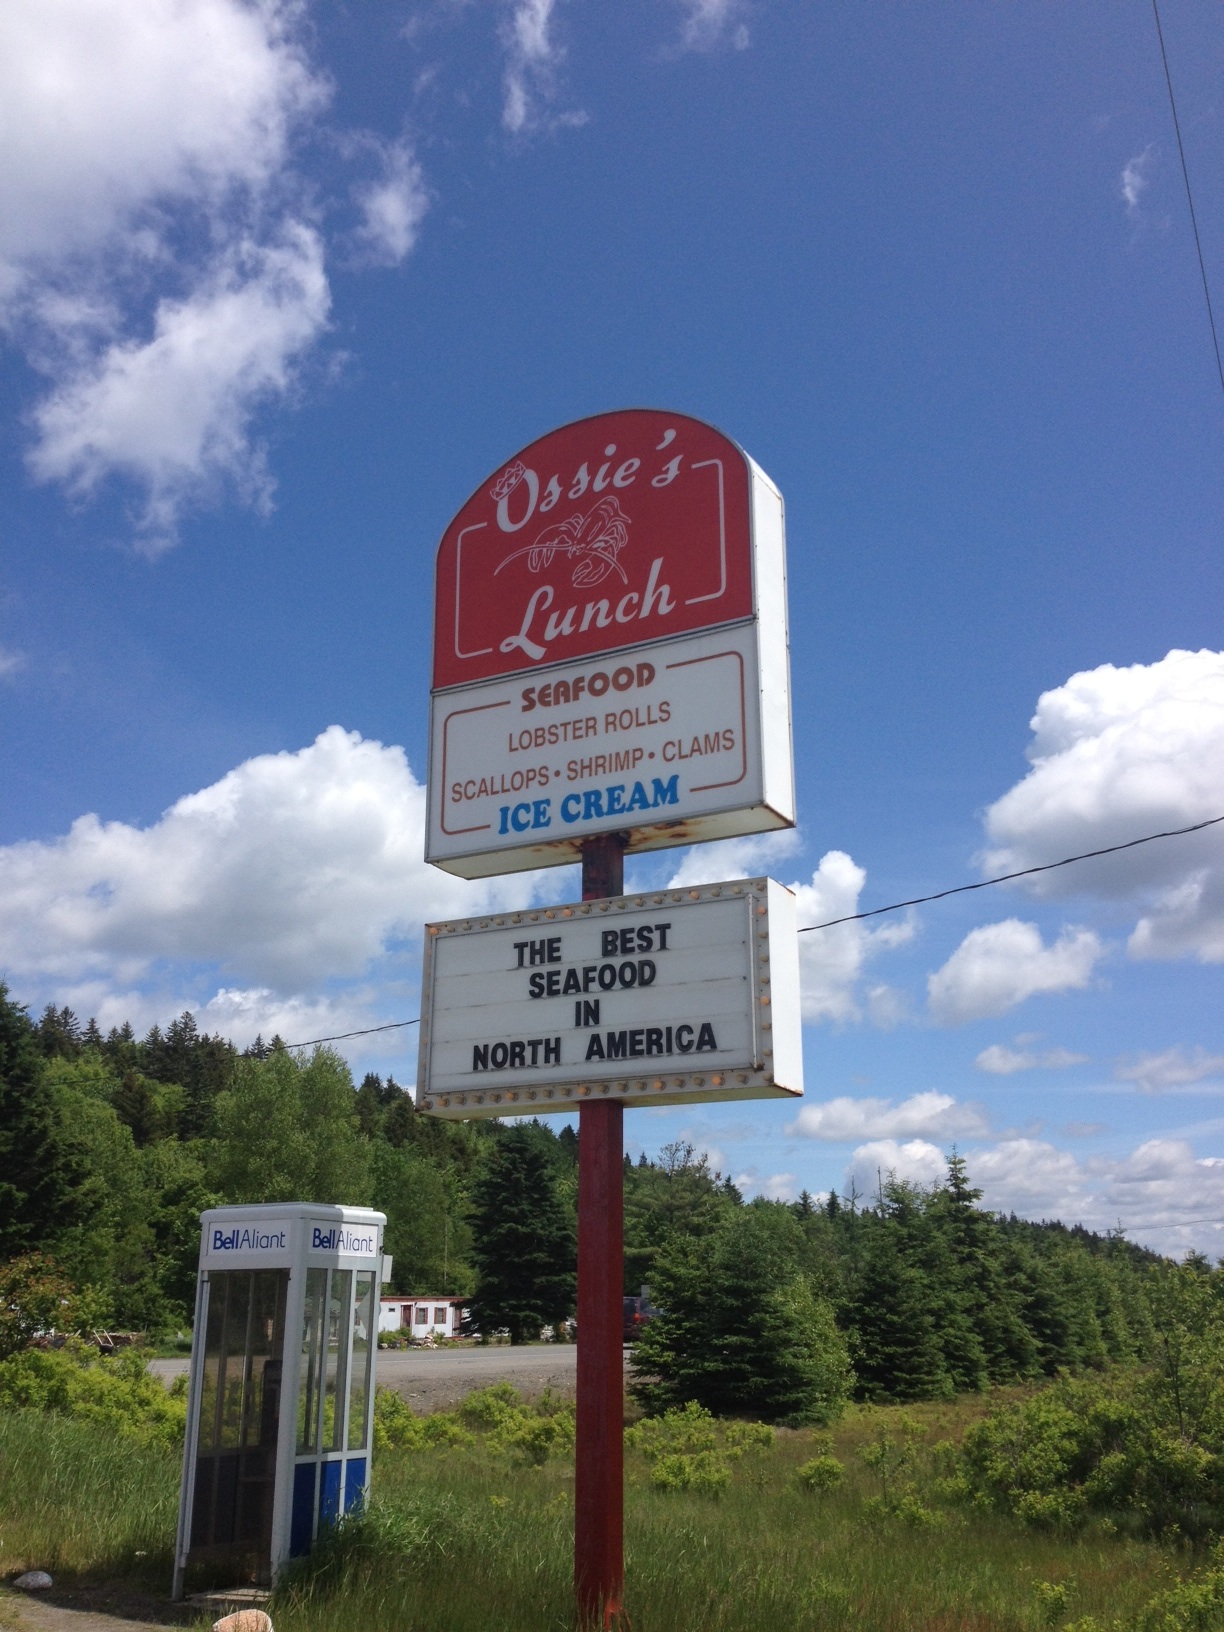 Ossie's
Lunch
SEAFOOD
LOBSTER ROLLS
SCALLOPS • SHRIMP • CLAMS
ICE CREAM
THE BEST
SEAFOOD
IN
NORTH AMERICA
BellAliant
BellAliant